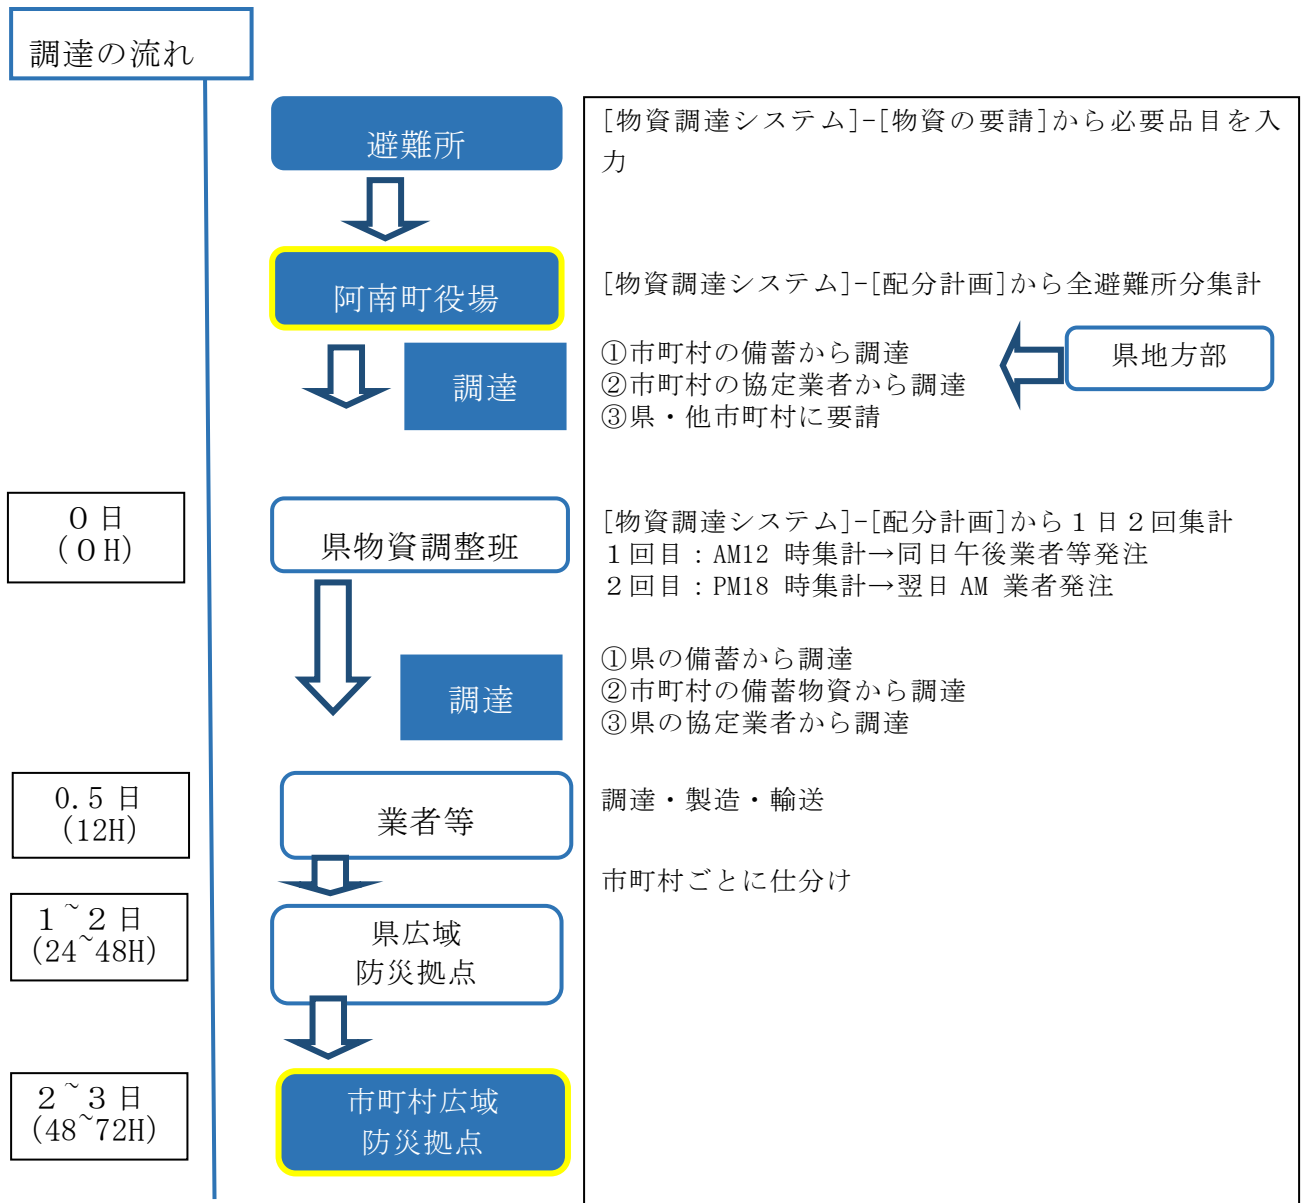 調達の流れ
避難所
[物資調達システム]-[物資の要請]から必要品目を入
力
阿南町役場
[物資調達システム]-[配分計画]から全避難所分集計
調達
①市町村の備蓄から調達
②市町村の協定業者から調達
③県・他市町村に要請
県地方部
0日
(0H)
県物資調整班
[物資調達システム]-[配分計画]から１日２回集計
１回目：AM12 時集計→同日午後業者等発注
２回目：PM18 時集計→翌日 AM 業者発注
調達
①県の備蓄から調達
②市町村の備蓄物資から調達
③県の協定業者から調達
0.5 日
(12H)
業者等
調達・製造・輸送
市町村ごとに仕分け
1~2日
(24~48H)
県広域
防災拠点
2~3日
(48~72H)
市町村広域
防災拠点